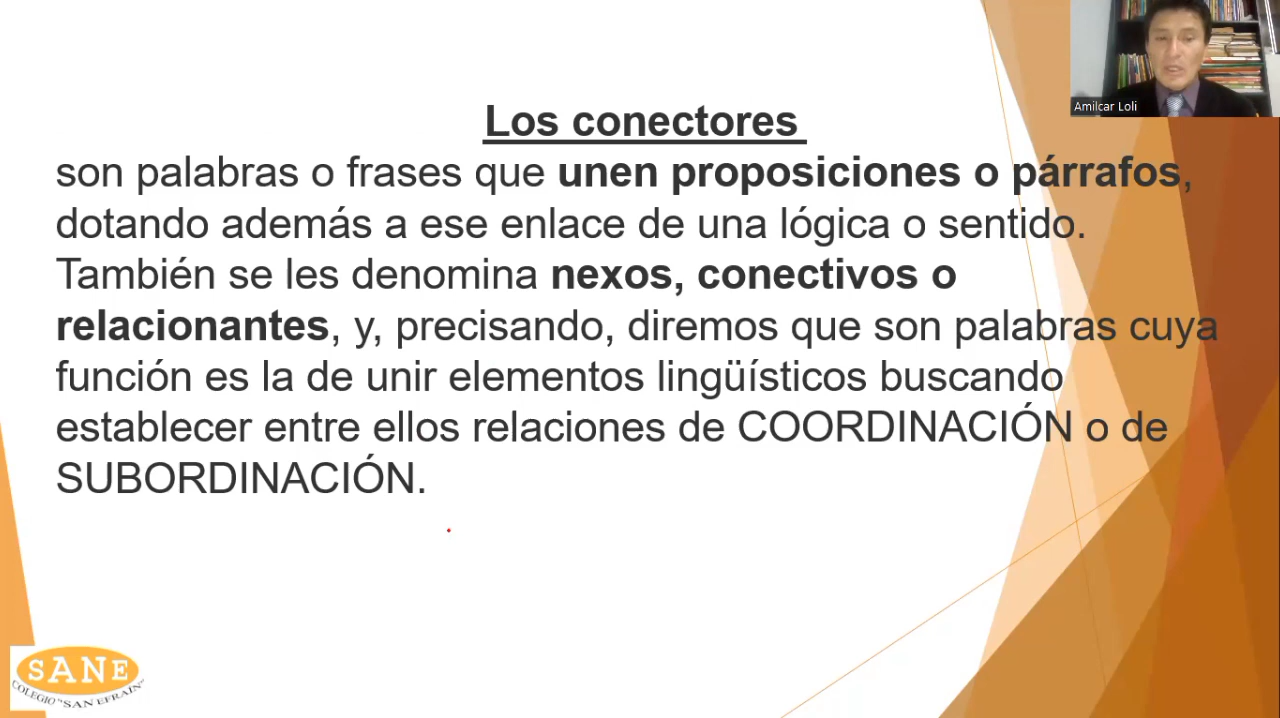 Amilcar Loli
Los conectores
son palabras o frases que unen proposiciones o párrafos,
dotando además a ese enlace de una lógica o sentido.
También se les denomina nexos, conectivos o
relacionantes, y, precisando, diremos que son palabras cuya
función es la de unir elementos lingüísticos buscando
establecer entre ellos relaciones de COORDINACIÓN o de
SUBORDINACIÓN.
SANE
COLEGIO "SAN EFRAIN"